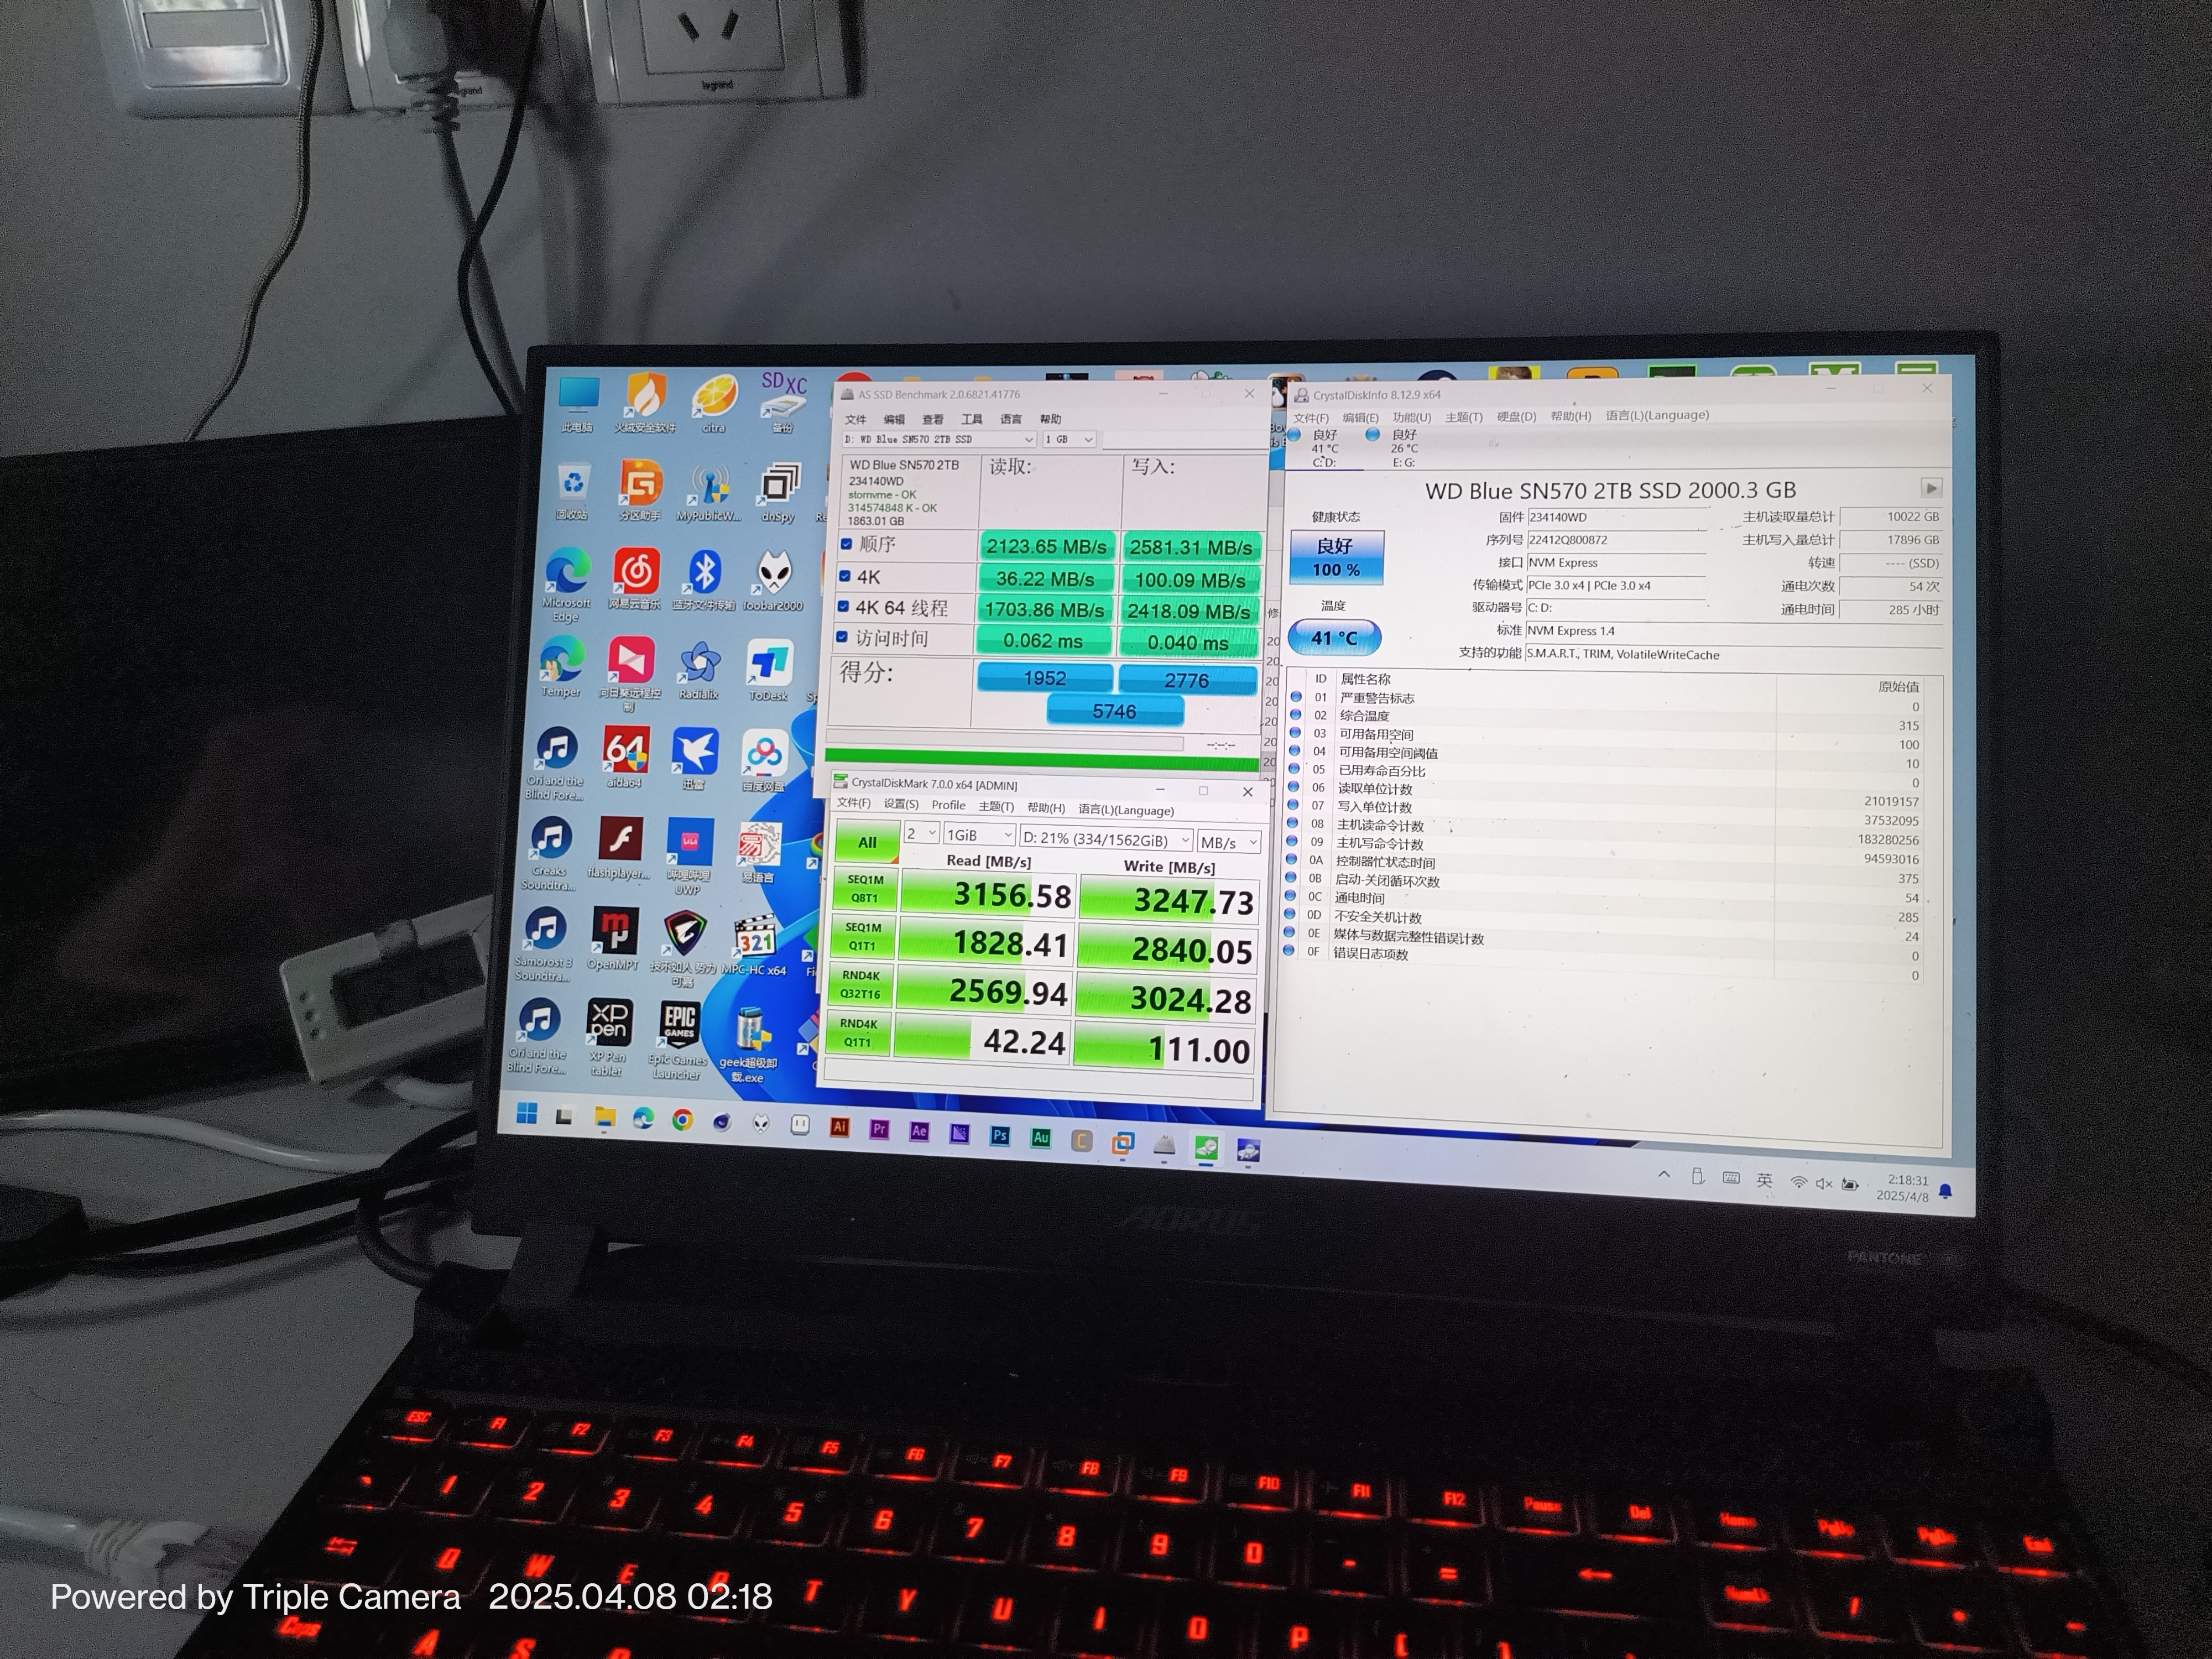 legrand
legrand
此电脑
火绒安全软件
citra
SDXC
备份
回收站
分区助手
MyPublicW...
dnSpy
Microsoft
Edge
网易云音乐
蓝牙文件传输
foobar2000
Temper
向日葵远程控
制
Radialix
ToDesk
Ori and the
Blind Fore...
64
aida64
迅雷
百度网盘
Creaks
Soundtra...
flashplayer...
哔哩哔哩
UWP
易语言
Samorost 3
Soundtra...
OpenMPT
技不如人 努力
可嘉
321
MPC-HC x64
Ori and the
Blind Fore...
XP
pen
XP Pen
tablet
EPIC
GAMES
Epic Games
Launcher
geek超级卸
载.exe
AS SSD Benchmark 2.0.6821.41776
文件 编辑 查看 工具 语言 帮助
D: WD Blue SN570 2TB SSD 1 GB
WD Blue SN570 2TB
234140WD
stornvme - OK
314574848 K - OK
1863.01 GB
读取: 写入:
顺序 2123.65 MB/s 2581.31 MB/s
4K 36.22 MB/s 100.09 MB/s
4K 64 线程 1703.86 MB/s 2418.09 MB/s
访问时间 0.062 ms 0.040 ms
得分: 1952 2776
5746
--:--:--
CrystalDiskMark 7.0.0 x64 [ADMIN]
文件(F) 设置(S) Profile 主题(T) 帮助(H) 语言(L)(Language)
All 2 1GiB D: 21% (334/1562GiB) MB/s
Read [MB/s] Write [MB/s]
SEQ1M
Q8T1 3156.58 3247.73
SEQ1M
Q1T1 1828.41 2840.05
RND4K
Q32T16 2569.94 3024.28
RND4K
Q1T1 42.24 111.00
CrystalDiskInfo 8.12.9 x64
文件(F) 编辑(E) 功能(U) 主题(T) 硬盘(D) 帮助(H) 语言(L)(Language)
良好 良好
41 °C 26 °C
C: D: E: G:
WD Blue SN570 2TB SSD 2000.3 GB
健康状态
良好
100 %
温度
41 °C
固件 234140WD 主机读取量总计 10022 GB
序列号 22412Q800872 主机写入量总计 17896 GB
接口 NVM Express 转速 ---- (SSD)
传输模式 PCIe 3.0 x4 | PCIe 3.0 x4 通电次数 54 次
驱动器号 C: D: 通电时间 285 小时
标准 NVM Express 1.4
支持的功能 S.M.A.R.T., TRIM, VolatileWriteCache
ID 属性名称 原始值
01 严重警告标志 0
02 综合温度 315
03 可用备用空间 100
04 可用备用空间阈值 10
05 已用寿命百分比 0
06 读取单位计数 21019157
07 写入单位计数 37532095
08 主机读命令计数 183280256
09 主机写命令计数 94593016
0A 控制器忙状态时间 375
0B 启动-关闭循环次数 54
0C 通电时间 285
0D 不安全关机计数 24
0E 媒体与数据完整性错误计数 0
0F 错误日志项数 0
Ai Pr Ae Ps Au C
英
2:18:31
2025/4/8
AORUS
PANTONE
ESC F1 F2 F3 F4 F5 F6 F7 F8 F9 F10 F11 F12 Pause Del Home PgUp PgDn End
1 2 3 4 5 6 7 8 9 0 - =
Q W E R T Y U I O P [ ]
Caps A S
Powered by Triple Camera 2025.04.08 02:18